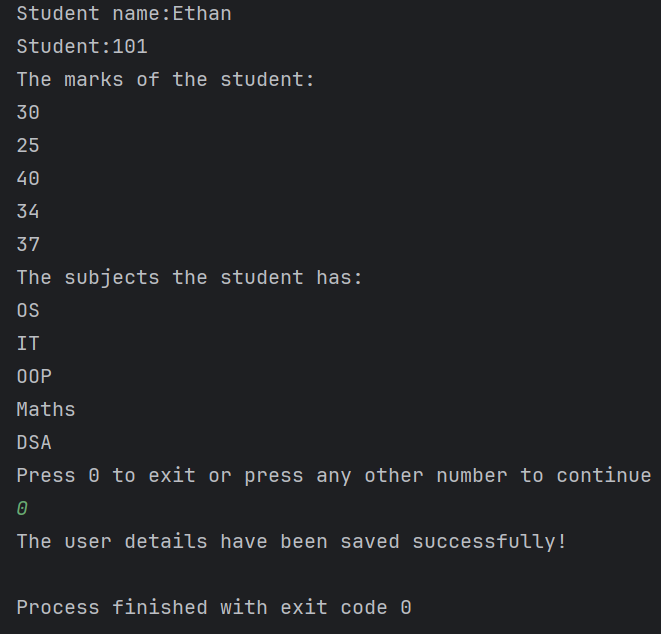 Student name:Ethan
Student:101
The marks of the student:
30
25
40
34
37
The subjects the student has:
OS
IT
OOP
Maths
DSA
Press 0 to exit or press any other number to continue
0
The user details have been saved successfully!
Process finished with exit code 0